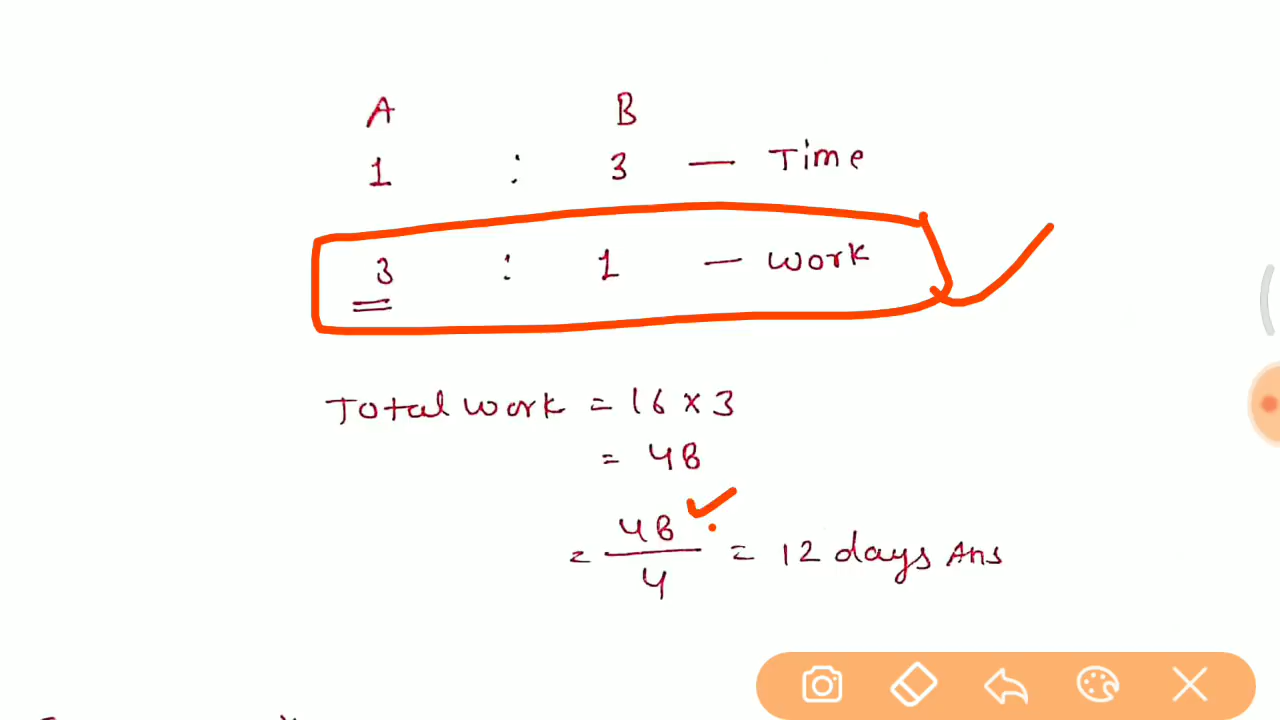 A B
1 : 3 — Time
3 : 1 — work
Total work = 16 × 3
= 48
= 48/4 = 12 days Ans